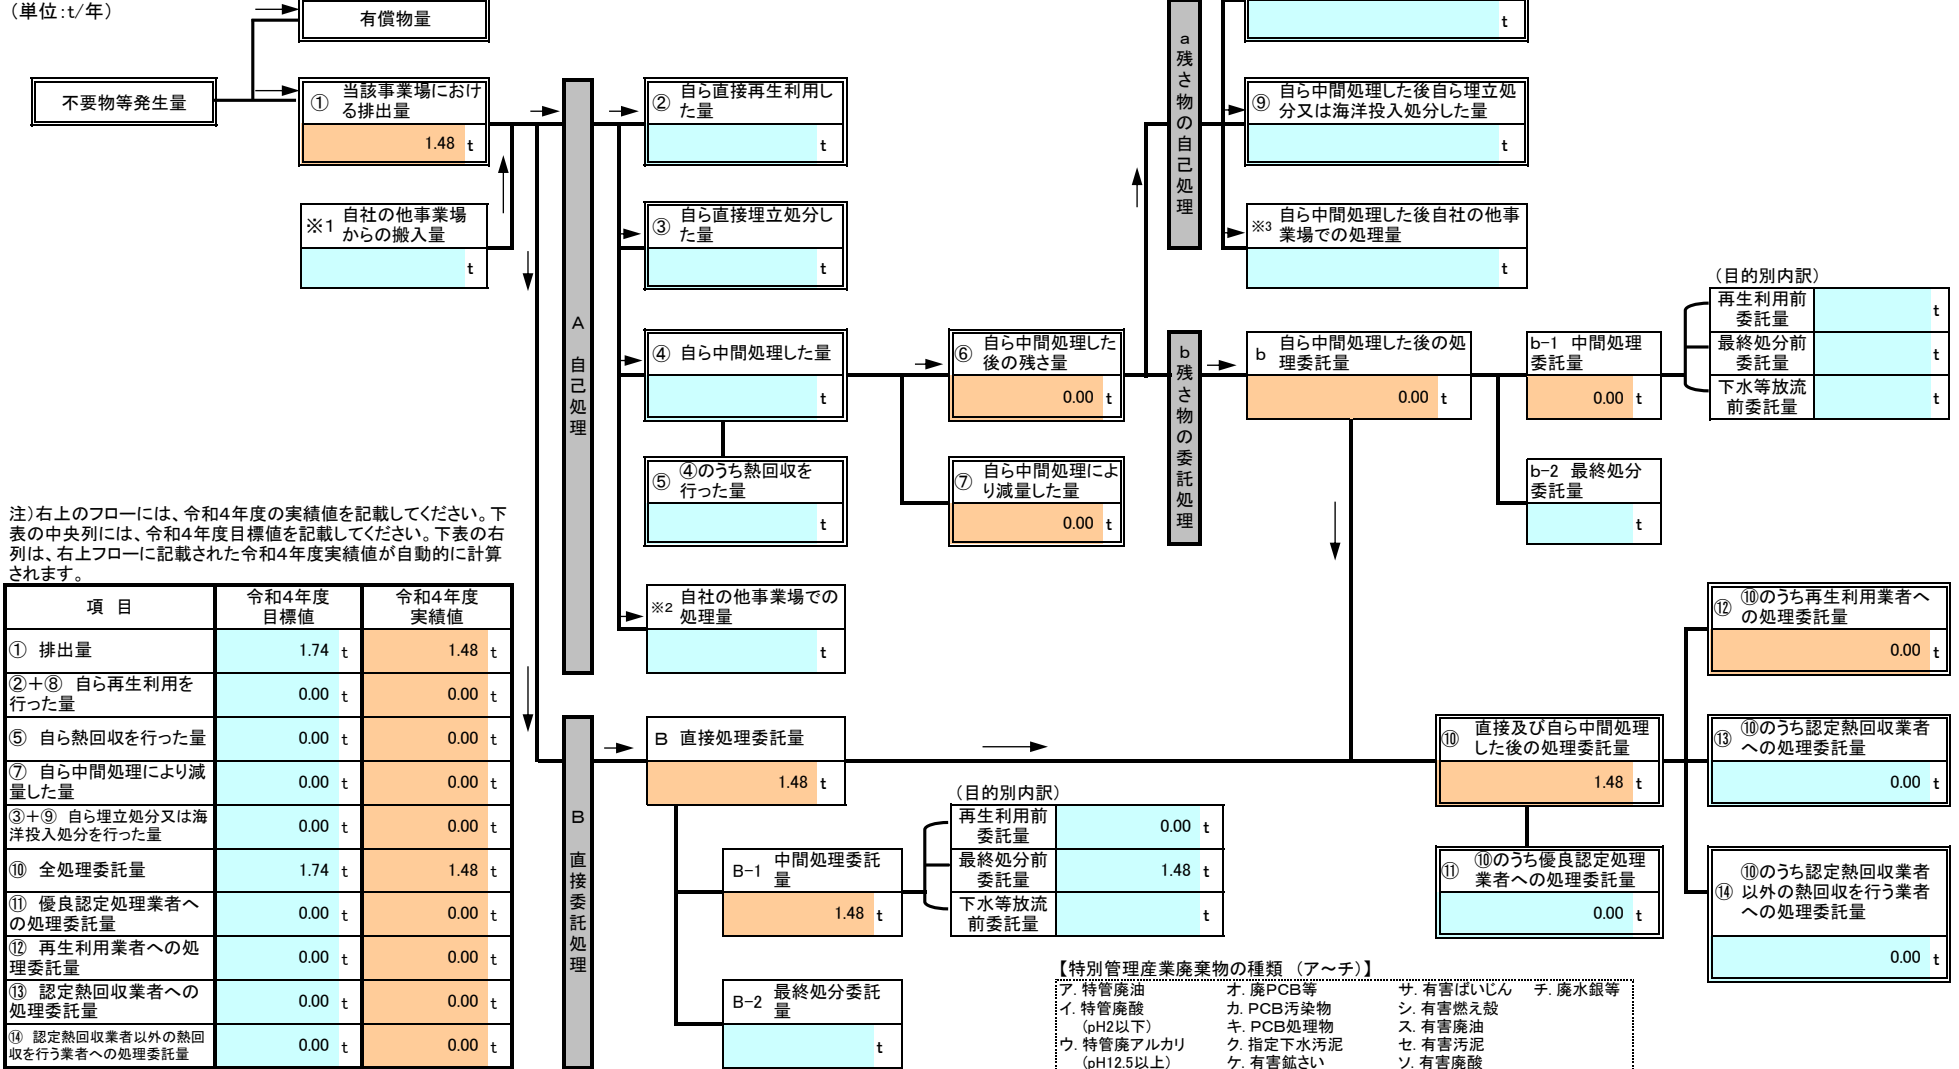 （単位:t/年）
有償物量
不要物等発生量
① 当該事業場におけ
る排出量
1.48 t
※1 自社の他事業場
からの搬入量
t
A 自己処理
② 自ら直接再生利用し
た量
t
③ 自ら直接埋立処分し
た量
t
④ 自ら中間処理した量
t
⑤ ④のうち熱回収を
行った量
t
※2 自社の他事業場での
処理量
t
⑥ 自ら中間処理した
後の残さ量
0.00 t
⑦ 自ら中間処理によ
り減量した量
0.00 t
a残さ物の自己処理
t
⑨ 自ら中間処理した後自ら埋立処
分又は海洋投入処分した量
t
※3 自ら中間処理した後自社の他事
業場での処理量
t
b残さ物の委託処理
b 自ら中間処理した後の処
理委託量
0.00 t
b-1 中間処理
委託量
0.00 t
b-2 最終処分
委託量
t
（目的別内訳）
再生利用前
委託量 t
最終処分前
委託量 t
下水等放流
前委託量 t
注）右上のフローには、令和4年度の実績値を記載してください。下
表の中央列には、令和4年度目標値を記載してください。下表の右
列は、右上フローに記載された令和4年度実績値が自動的に計算
されます。
項 目 令和4年度
目標値 令和4年度
実績値
① 排出量 1.74 t 1.48 t
②＋⑧ 自ら再生利用を
行った量 0.00 t 0.00 t
⑤ 自ら熱回収を行った量 0.00 t 0.00 t
⑦ 自ら中間処理により減
量した量 0.00 t 0.00 t
③＋⑨ 自ら埋立処分又は海
洋投入処分を行った量 0.00 t 0.00 t
⑩ 全処理委託量 1.74 t 1.48 t
⑪ 優良認定処理業者へ
の処理委託量 0.00 t 0.00 t
⑫ 再生利用業者への処
理委託量 0.00 t 0.00 t
⑬ 認定熱回収業者への
処理委託量 0.00 t 0.00 t
⑭ 認定熱回収業者以外の熱回
収を行う業者への処理委託量 0.00 t 0.00 t
B 直接委託処理
B 直接処理委託量
1.48 t
B-1 中間処理委託
量
1.48 t
B-2 最終処分委託
量
t
（目的別内訳）
再生利用前
委託量 0.00 t
最終処分前
委託量 1.48 t
下水等放流
前委託量 t
⑩ 直接及び自ら中間処理
した後の処理委託量
1.48 t
⑪ ⑩のうち優良認定処理
業者への処理委託量
0.00 t
⑫ ⑩のうち再生利用業者へ
の処理委託量
0.00 t
⑬ ⑩のうち認定熱回収業者
への処理委託量
0.00 t
⑭ ⑩のうち認定熱回収業者
以外の熱回収を行う業者
への処理委託量
0.00 t
【特別管理産業廃棄物の種類 （ア～チ）】
ア. 特管廃油 オ. 廃PCB等 サ. 有害ばいじん チ. 廃水銀等
イ. 特管廃酸 カ. PCB汚染物 シ. 有害燃え殻
（pH2以下） キ. PCB処理物 ス. 有害廃油
ウ. 特管廃アルカリ ク. 指定下水汚泥 セ. 有害汚泥
（pH12.5以上） ケ. 有害鉱さい ソ. 有害廃酸